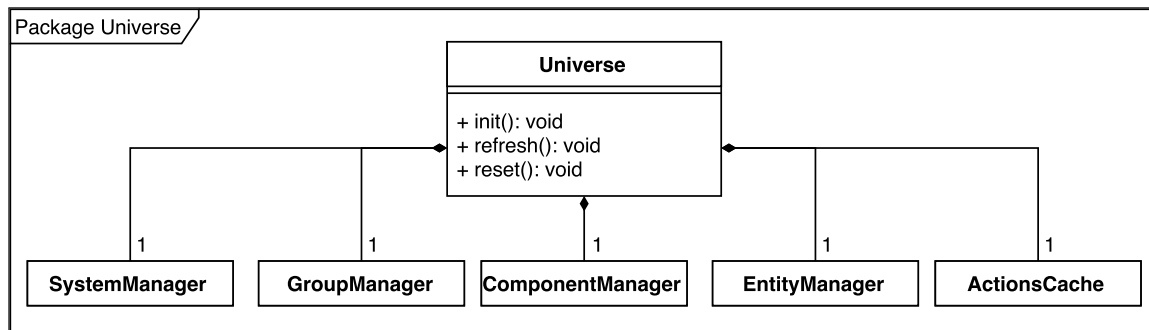 Package Universe
Universe
+ init(): void
+ refresh(): void
+ reset(): void
1 1 1 1 1
SystemManager GroupManager ComponentManager EntityManager ActionsCache